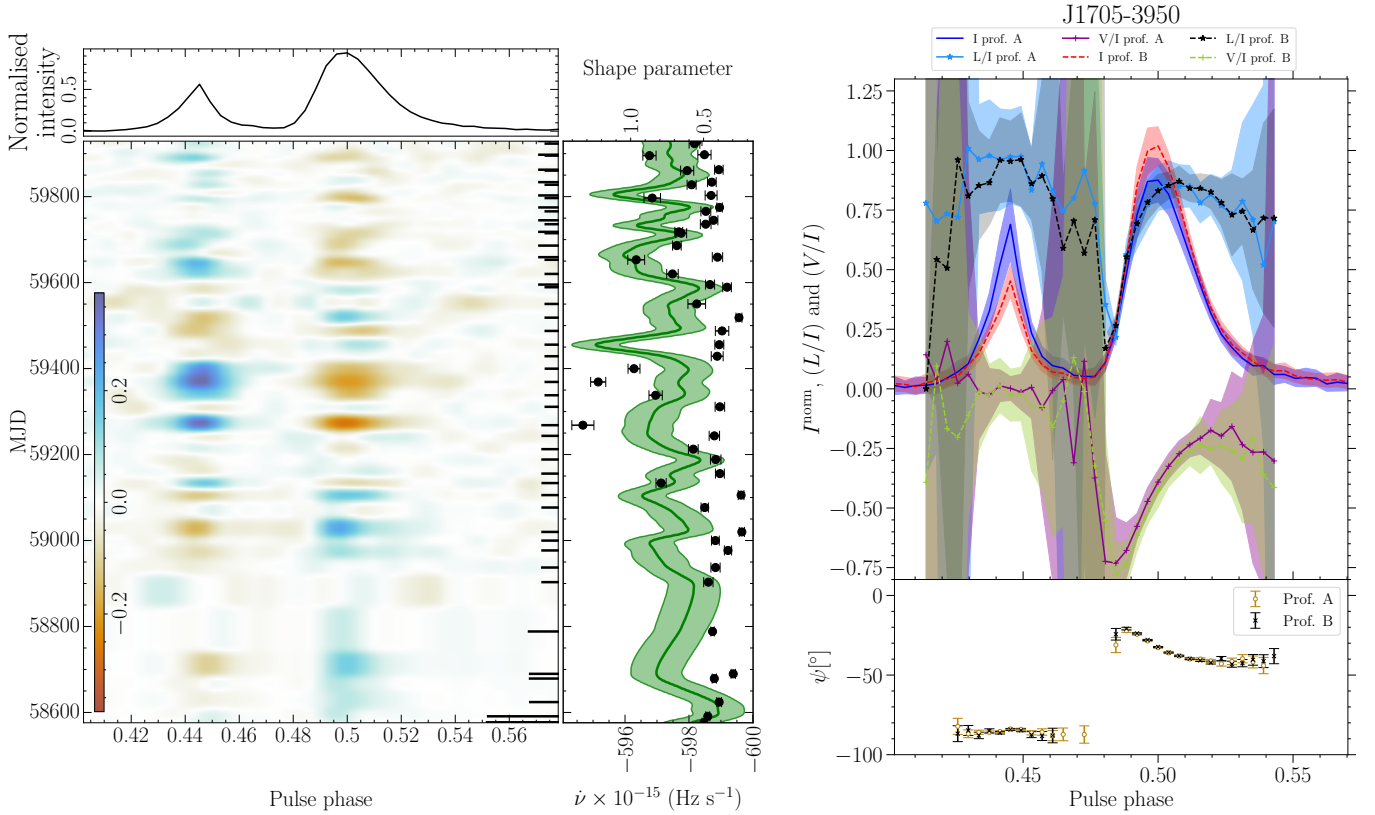 J1705-3950
I prof. A
L/I prof. A
V/I prof. A
I prof. B
L/I prof. B
V/I prof. B
Normalised
intensity
0.0
0.5
Shape parameter
1.0
0.5
MJD
59800
59600
59400
59200
59000
58800
58600
0.2
0.0
−0.2
0.42 0.44 0.46 0.48 0.5 0.52 0.54 0.56
Pulse phase
−596 −598 −600
ν̇ × 10⁻¹⁵ (Hz s⁻¹)
I^norm, (L/I) and (V/I)
1.25
1.00
0.75
0.50
0.25
0.00
−0.25
−0.50
−0.75
ψ[°]
0
−50
−100
Prof. A
Prof. B
0.45 0.50 0.55
Pulse phase